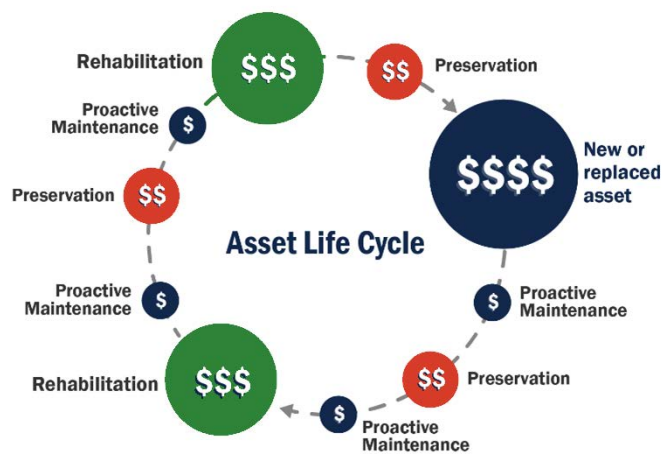 Rehabilitation
$$$
$$
Preservation
Proactive
Maintenance
$
$$$$
New or
replaced
asset
Preservation
$$
Asset Life Cycle
Proactive
Maintenance
$
$
Proactive
Maintenance
Rehabilitation
$$$
$$
Preservation
$
Proactive
Maintenance